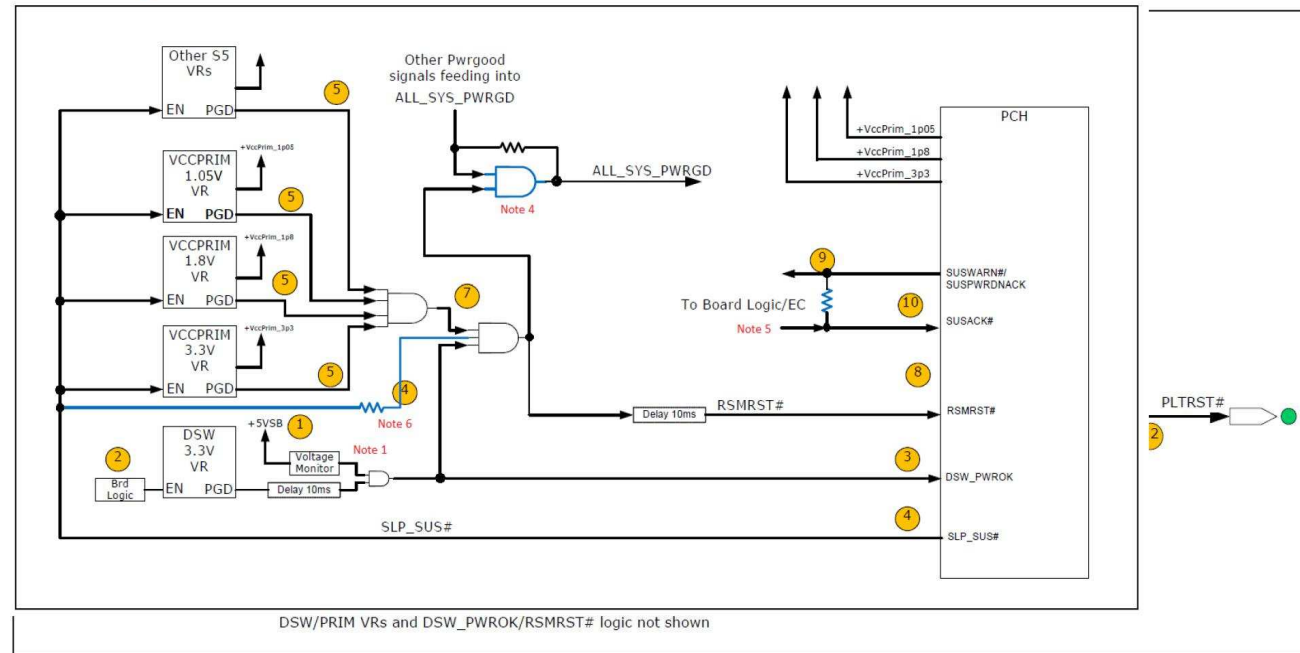 Other S5
VRs
EN PGD
5
VCCPRIM
1.05V
VR
EN PGD
+VccPrim_1p05
5
VCCPRIM
1.8V
VR
EN PGD
+VccPrim_1p8
5
VCCPRIM
3.3V
VR
EN PGD
+VccPrim_3p3
5
4
Note 6
DSW
3.3V
VR
EN PGD
2
Brd
Logic
+5VSB
1
Voltage
Monitor
Note 1
Delay 10ms
7
Other Pwrgood
signals feeding into
ALL_SYS_PWRGD
ALL_SYS_PWRGD
Note 4
PCH
+VccPrim_1p05
+VccPrim_1p8
+VccPrim_3p3
9
SUSWARN#/
SUSPWRDNACK
To Board Logic/EC
10
Note 5
SUSACK#
8
Delay 10ms
RSMRST#
RSMRST#
3
DSW_PWROK
SLP_SUS#
4
SLP_SUS#
PLTRST#
2
DSW/PRIM VRs and DSW_PWROK/RSMRST# logic not shown